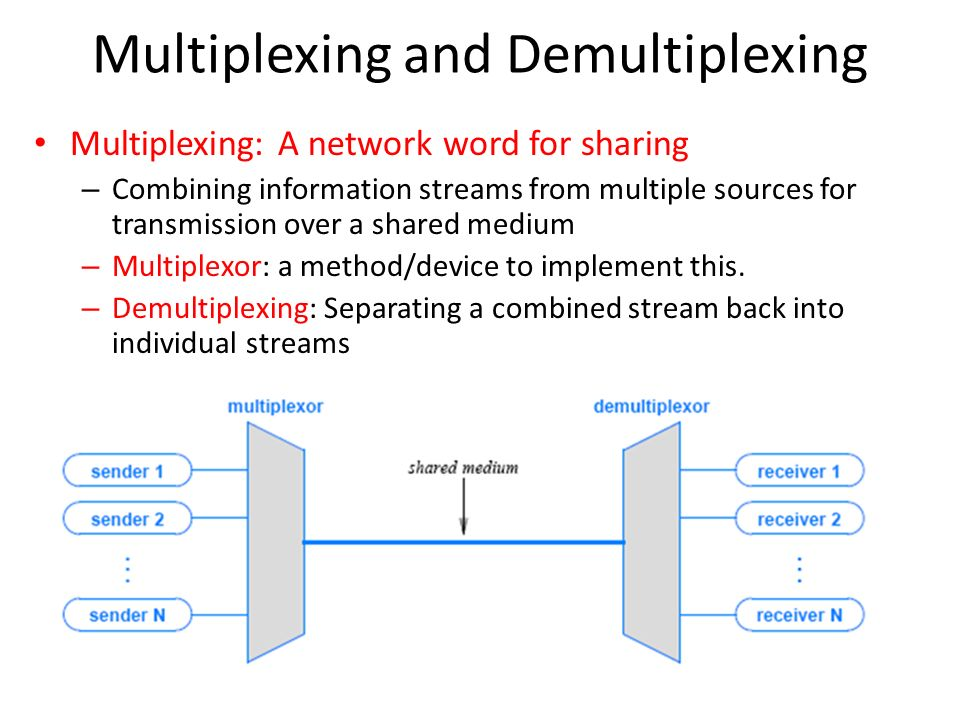 Multiplexing and Demultiplexing
• Multiplexing: A network word for sharing
– Combining information streams from multiple sources for
transmission over a shared medium
– Multiplexor: a method/device to implement this.
– Demultiplexing: Separating a combined stream back into
individual streams
multiplexor
demultiplexor
shared medium
sender 1
receiver 1
sender 2
receiver 2
sender N
receiver N